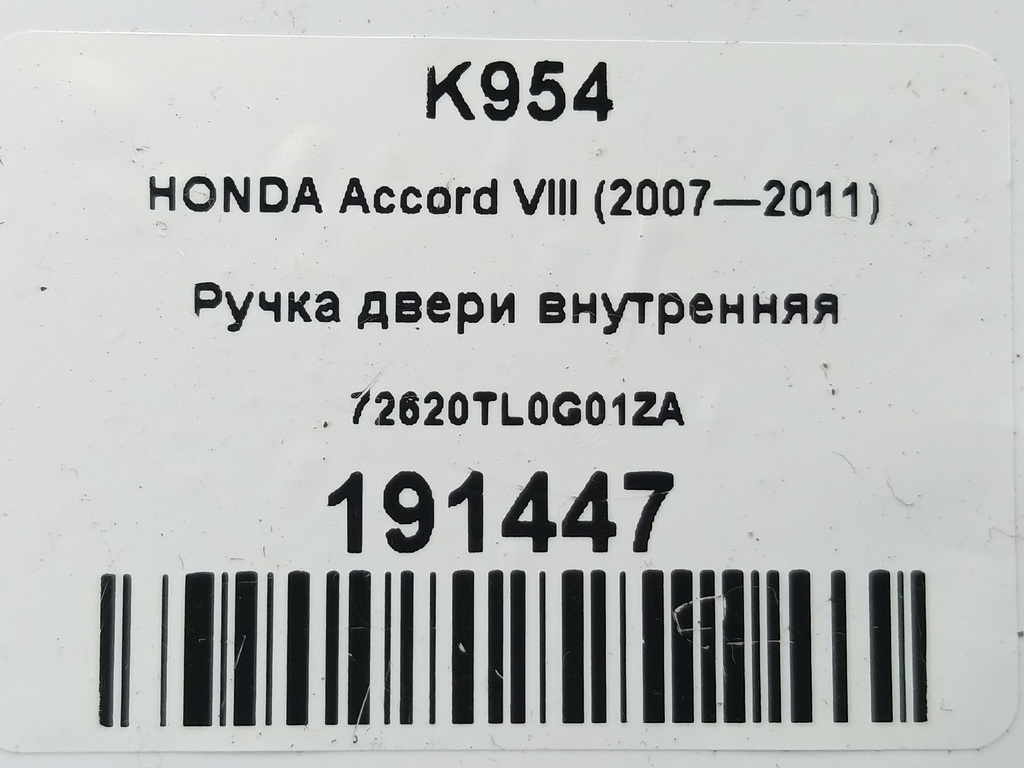 K954
HONDA Accord VIII (2007—2011)
Ручка двери внутренняя
72620TL0G01ZA
191447